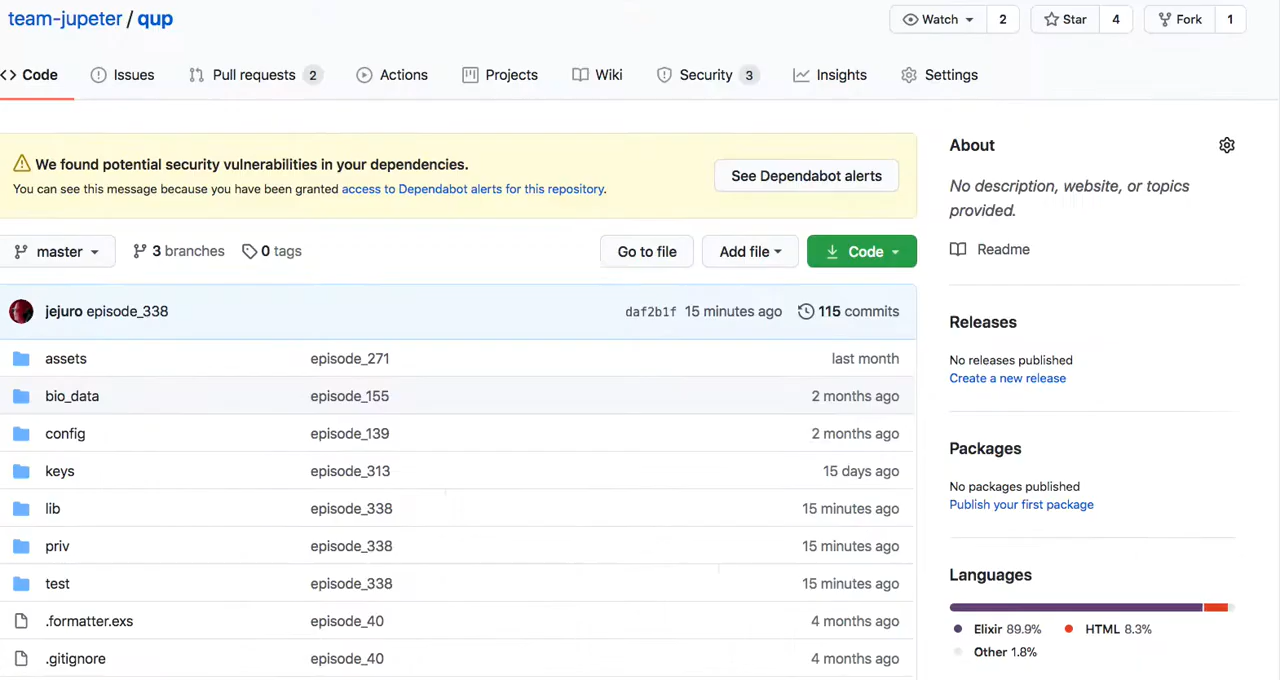 team-jupeter / qup
Watch 2 Star 4 Fork 1
Code Issues Pull requests 2 Actions Projects Wiki Security 3 Insights Settings
We found potential security vulnerabilities in your dependencies.
You can see this message because you have been granted access to Dependabot alerts for this repository.
See Dependabot alerts
master 3 branches 0 tags Go to file Add file Code
jejuro episode_338 daf2b1f 15 minutes ago 115 commits
assets episode_271 last month
bio_data episode_155 2 months ago
config episode_139 2 months ago
keys episode_313 15 days ago
lib episode_338 15 minutes ago
priv episode_338 15 minutes ago
test episode_338 15 minutes ago
.formatter.exs episode_40 4 months ago
.gitignore episode_40 4 months ago
About
No description, website, or topics
provided.
Readme
Releases
No releases published
Create a new release
Packages
No packages published
Publish your first package
Languages
Elixir 89.9% HTML 8.3%
Other 1.8%